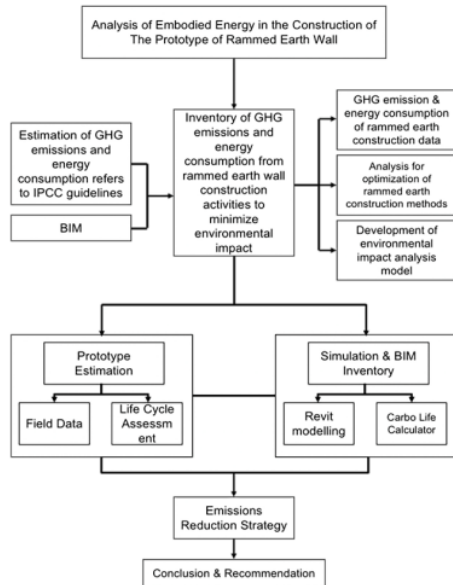 Analysis of Embodied Energy in the Construction of
The Prototype of Rammed Earth Wall
Estimation of GHG
emissions and
energy
consumption refers
to IPCC guidelines
BIM
Inventory of GHG
emissions and
energy
consumption from
rammed earth wall
construction
activities to
minimize
environmental
impact
GHG emission &
energy consumption
of rammed earth
construction data
Analysis for
optimization of
rammed earth
construction methods
Development of
environmental
impact analysis
model
Prototype
Estimation
Field Data
Life Cycle
Assessm
ent
Simulation & BIM
Inventory
Revit
modelling
Carbo Life
Calculator
Emissions
Reduction Strategy
Conclusion & Recommendation